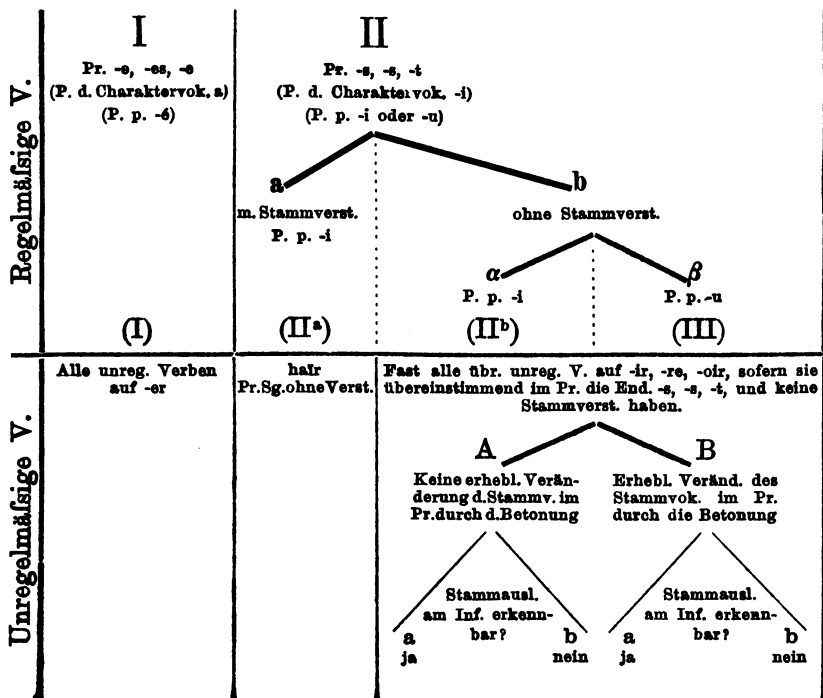 Regelmäſsige V.
I
Pr. -e, -es, -e
(P. d. Charaktervok. a)
(P. p. -é)
(I)
II
Pr. -s, -s, -t
(P. d. Charaktervok. -i)
(P. p. -i oder -u)
a
m. Stammverst.
P. p. -i
(IIª)
b
ohne Stammverst.
α
P. p. -i
(IIᵇ)
β
P. p. -u
(III)
Unregelmäſsige V.
Alle unreg. Verben
auf -er
haïr
Pr.Sg.ohne Verst.
Fast alle übr. unreg. V. auf -ir, -re, -oir, sofern sie
übereinstimmend im Pr. die End. -s, -s, -t, und keine
Stammverst. haben.
A
Keine erhebl. Verän-
derung d. Stammv. im
Pr. durch d. Betonung
Stammausl.
am Inf. erkenn-
bar?
a
ja
b
nein
B
Erhebl. Veränd. des
Stammvok. im Pr.
durch die Betonung
Stammausl.
am Inf. erkenn-
bar?
a
ja
b
nein